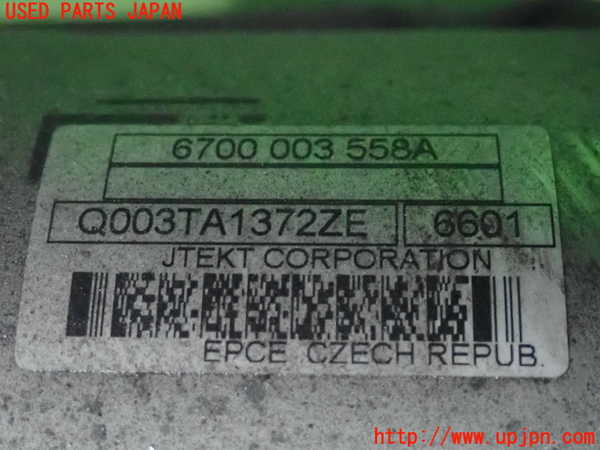 USED PARTS JAPAN
6700 003 558A
Q003TA1372ZE 6601
JTEKT CORPORATION
EPCE CZECH REPUB.
http://www.upjpn.com